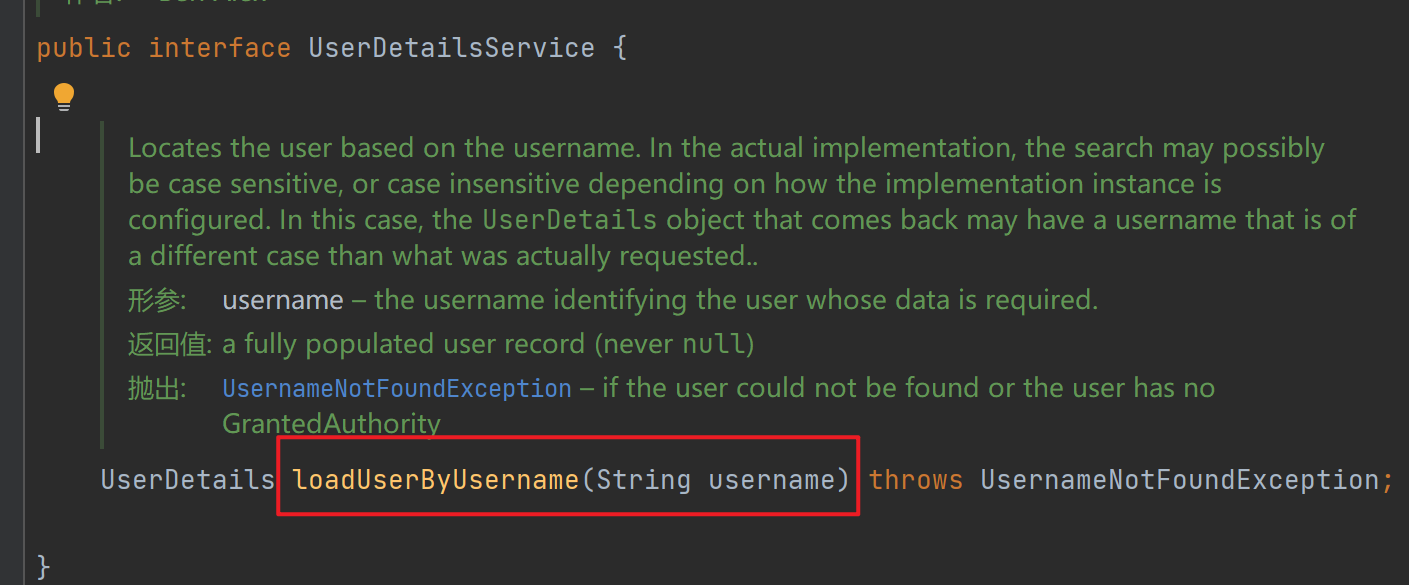 public interface UserDetailsService {
Locates the user based on the username. In the actual implementation, the search may possibly
be case sensitive, or case insensitive depending on how the implementation instance is
configured. In this case, the UserDetails object that comes back may have a username that is of
a different case than what was actually requested..
形参: username – the username identifying the user whose data is required.
返回值: a fully populated user record (never null)
抛出: UsernameNotFoundException – if the user could not be found or the user has no
GrantedAuthority
UserDetails loadUserByUsername(String username) throws UsernameNotFoundException;
}